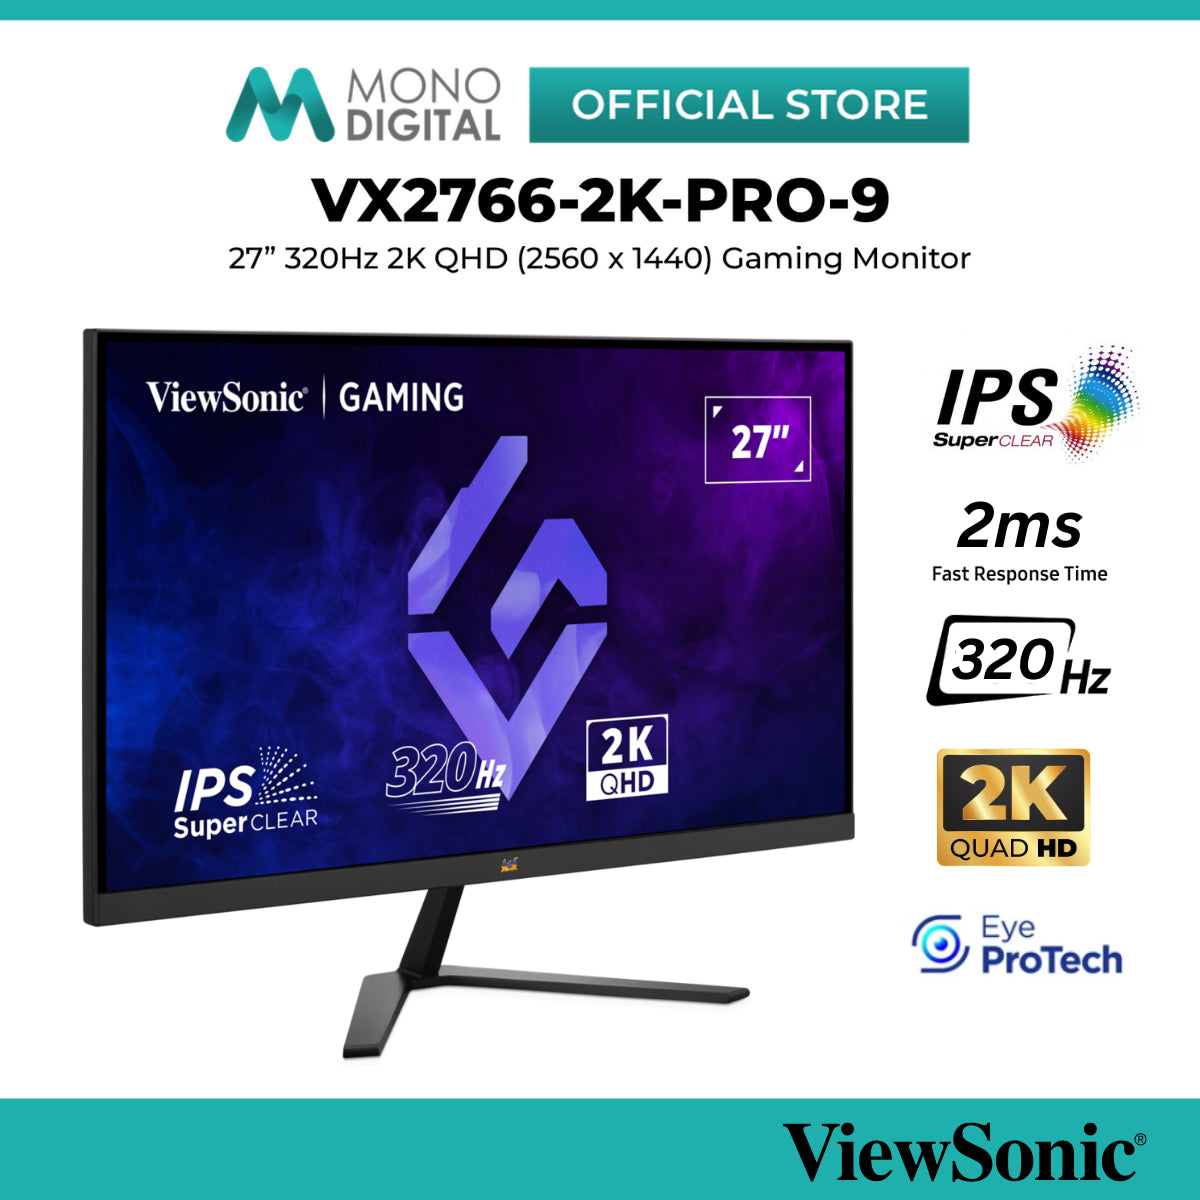 MONO
DIGITAL
OFFICIAL STORE
VX2766-2K-PRO-9
27” 320Hz 2K QHD (2560 x 1440) Gaming Monitor
ViewSonic® | GAMING
27"
IPS
SuperCLEAR
320Hz
2K
QHD
IPS
SuperCLEAR
2ms
Fast Response Time
320Hz
2K
QUAD HD
Eye
ProTech
ViewSonic®